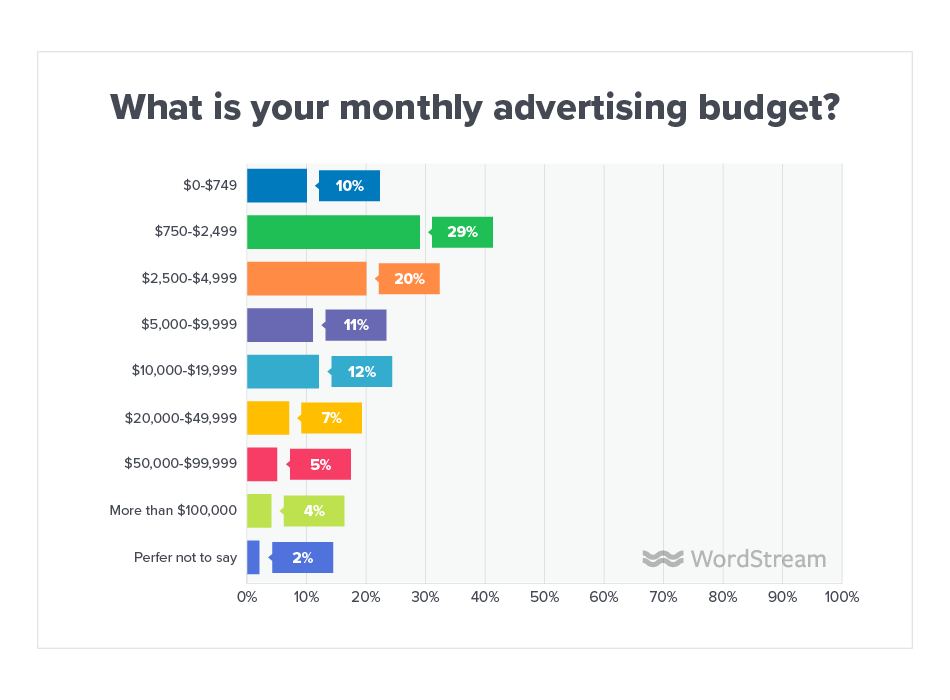 What is your monthly advertising budget?
$0-$749 10%
$750-$2,499 29%
$2,500-$4,999 20%
$5,000-$9,999 11%
$10,000-$19,999 12%
$20,000-$49,999 7%
$50,000-$99,999 5%
More than $100,000 4%
Perfer not to say 2%
WordStream
0% 10% 20% 30% 40% 50% 60% 70% 80% 90% 100%